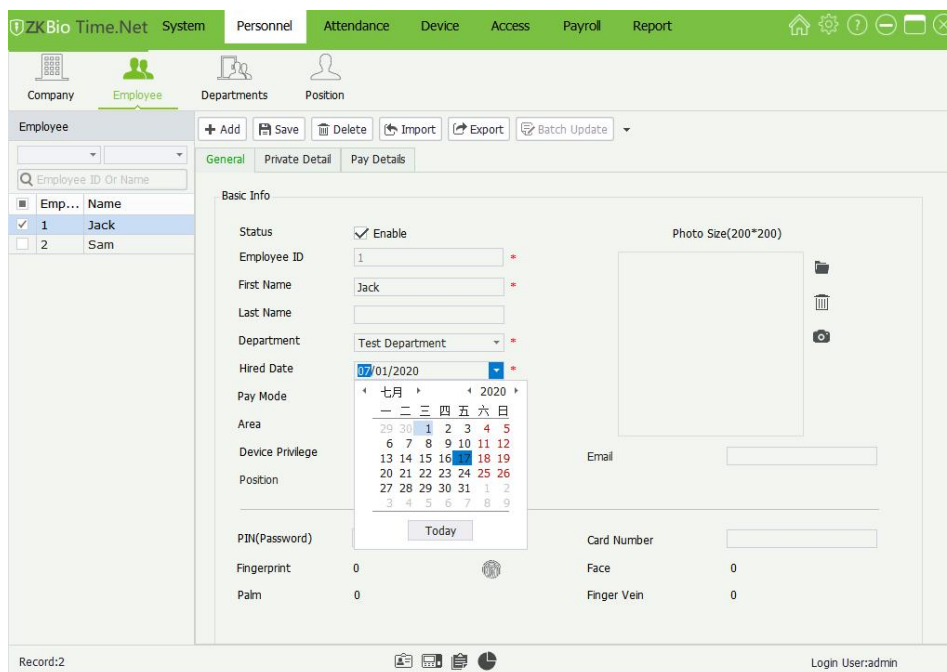 ZKBio Time.Net System Personnel Attendance Device Access Payroll Report
Company Employee Departments Position
Employee
Add Save Delete Import Export Batch Update
General Private Detail Pay Details
Employee ID Or Name
Emp... Name
1 Jack
2 Sam
Basic Info
Status Enable Photo Size(200*200)
Employee ID 1 *
First Name Jack *
Last Name
Department Test Department *
Hired Date 07/01/2020 *
Pay Mode
Area
Device Privilege
Position
七月 2020
一 二 三 四 五 六 日
29 30 1 2 3 4 5
6 7 8 9 10 11 12
13 14 15 16 17 18 19
20 21 22 23 24 25 26
27 28 29 30 31 1 2
3 4 5 6 7 8 9
Today
Email
PIN(Password) Card Number
Fingerprint 0 Face 0
Palm 0 Finger Vein 0
Record:2 Login User:admin